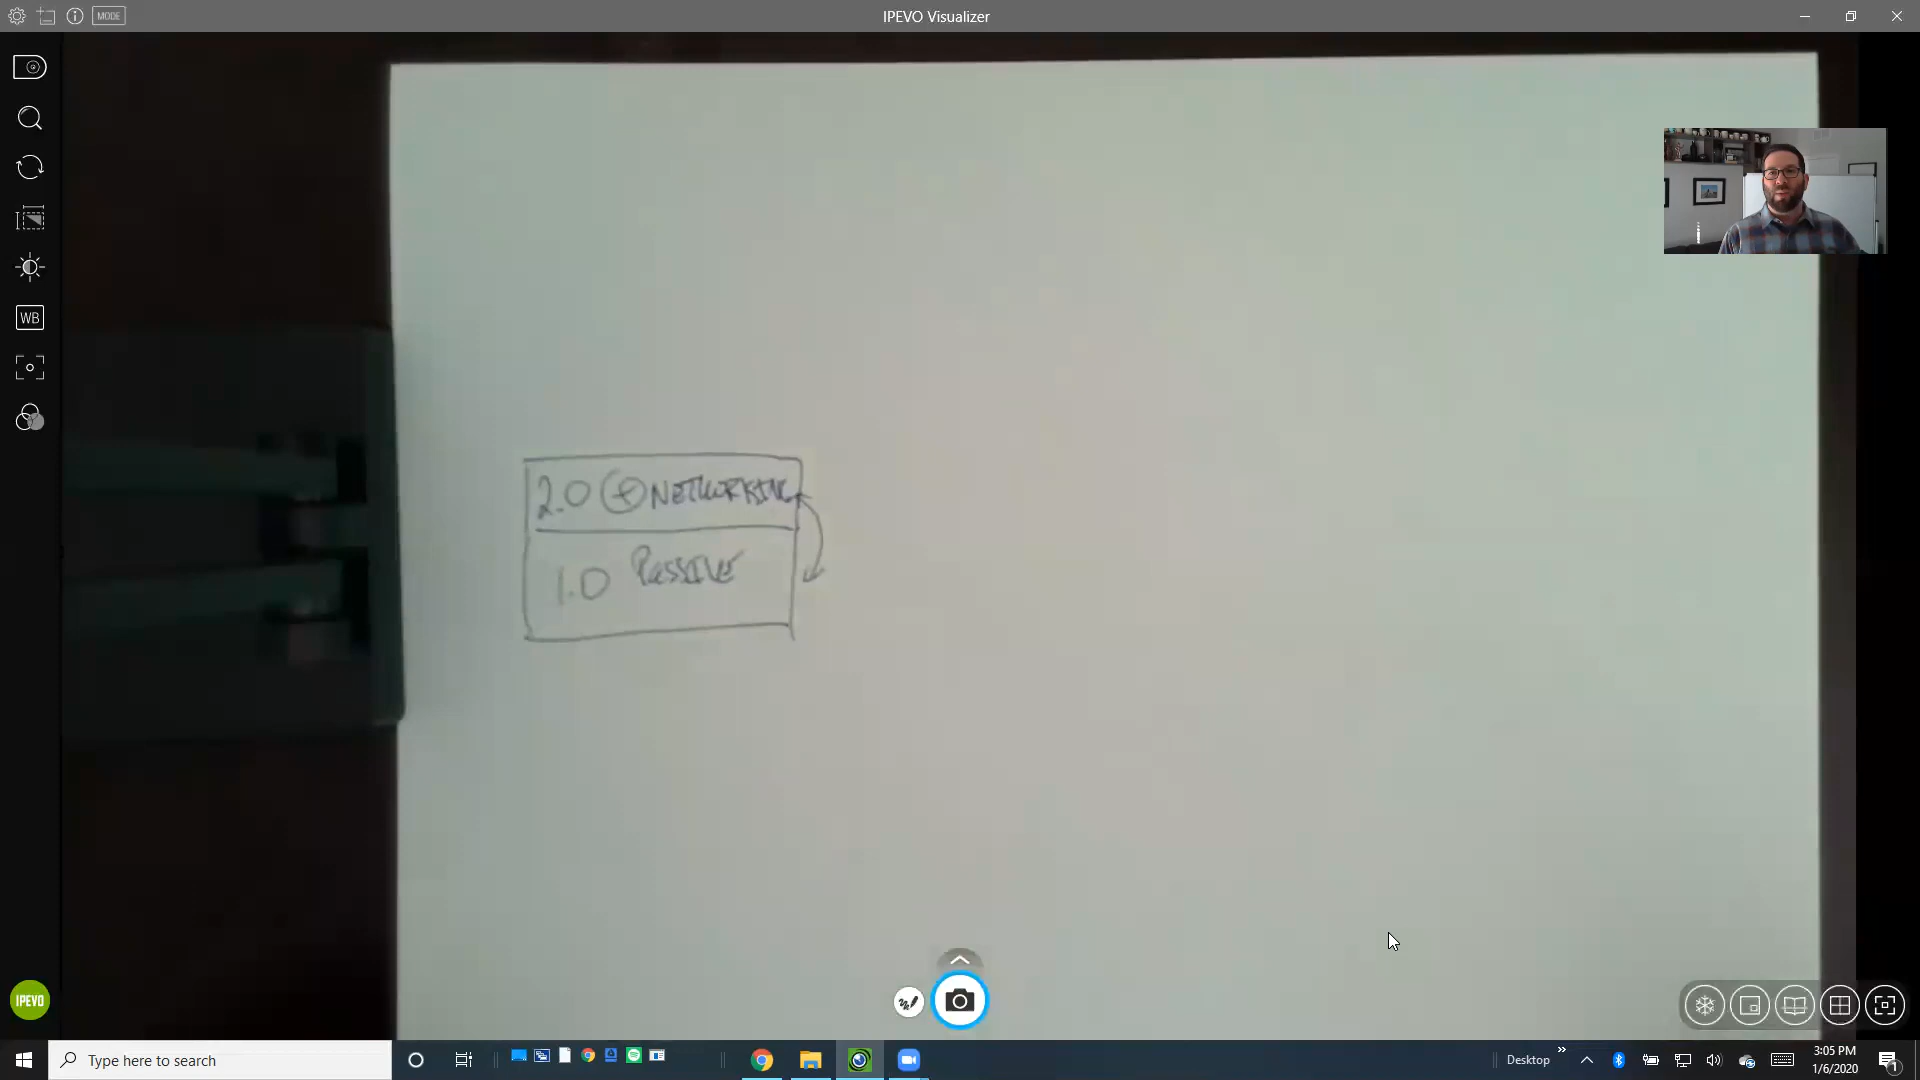 MODE
IPEVO Visualizer
WB
2.0 + NETWORKING
1.0 PASSIVE
IPEVO
Type here to search
Desktop
3:05 PM
1/6/2020
1